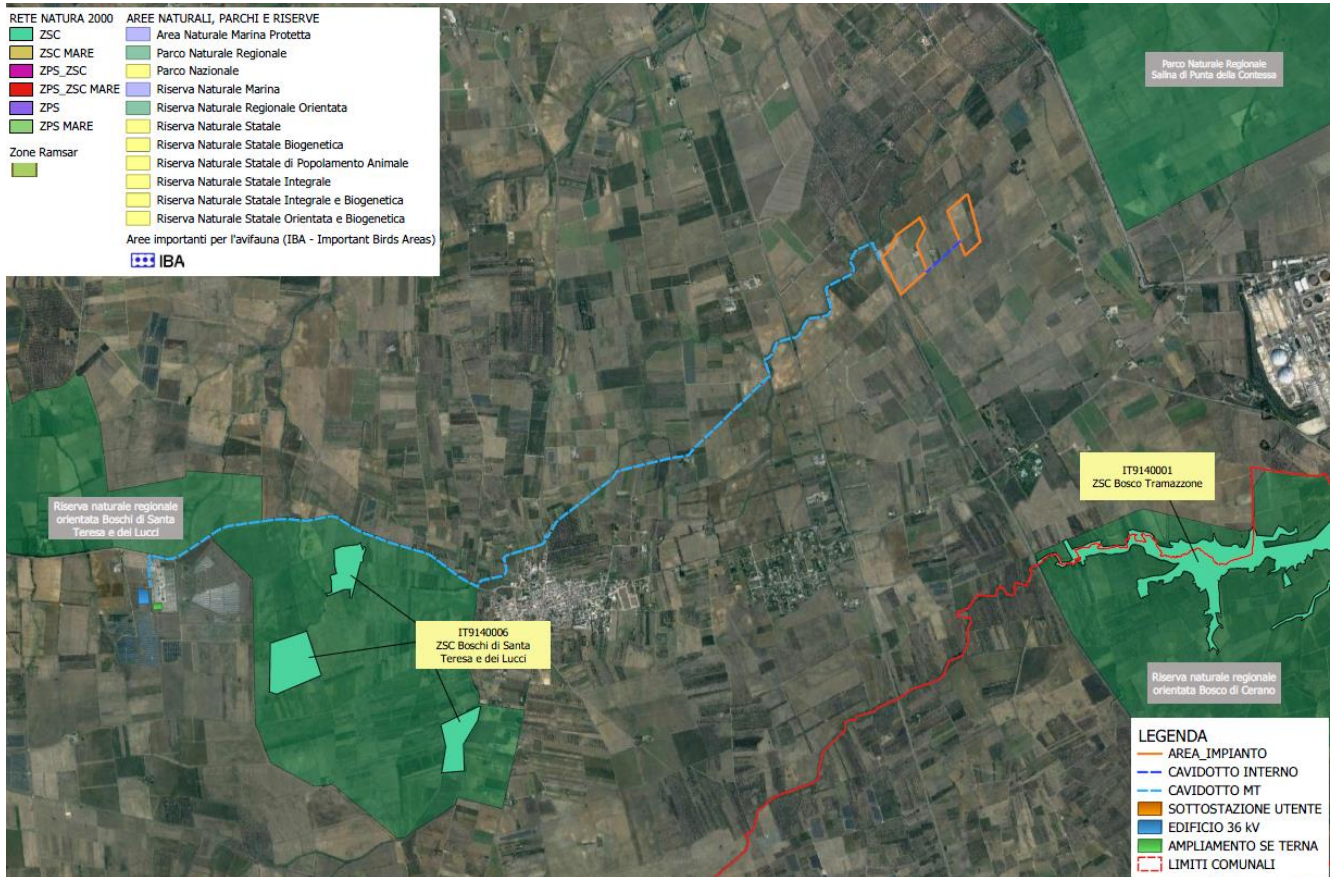 RETE NATURA 2000
ZSC
ZSC MARE
ZPS_ZSC
ZPS_ZSC MARE
ZPS
ZPS MARE
Zone Ramsar
AREE NATURALI, PARCHI E RISERVE
Area Naturale Marina Protetta
Parco Naturale Regionale
Parco Nazionale
Riserva Naturale Marina
Riserva Naturale Regionale Orientata
Riserva Naturale Statale
Riserva Naturale Statale Biogenetica
Riserva Naturale Statale di Popolamento Animale
Riserva Naturale Statale Integrale
Riserva Naturale Statale Integrale e Biogenetica
Riserva Naturale Statale Orientata e Biogenetica
Aree importanti per l'avifauna (IBA - Important Birds Areas)
IBA
Parco Naturale Regionale
Salina di Punta della Contessa
IT9140001
ZSC Bosco Tramazzone
Riserva naturale regionale
orientata Boschi di Santa
Teresa e dei Lucci
IT9140006
ZSC Boschi di Santa
Teresa e dei Lucci
Riserva naturale regionale
orientata Bosco di Cerano
LEGENDA
AREA_IMPIANTO
CAVIDOTTO INTERNO
CAVIDOTTO MT
SOTTOSTAZIONE UTENTE
EDIFICIO 36 kV
AMPLIAMENTO SE TERNA
LIMITI COMUNALI